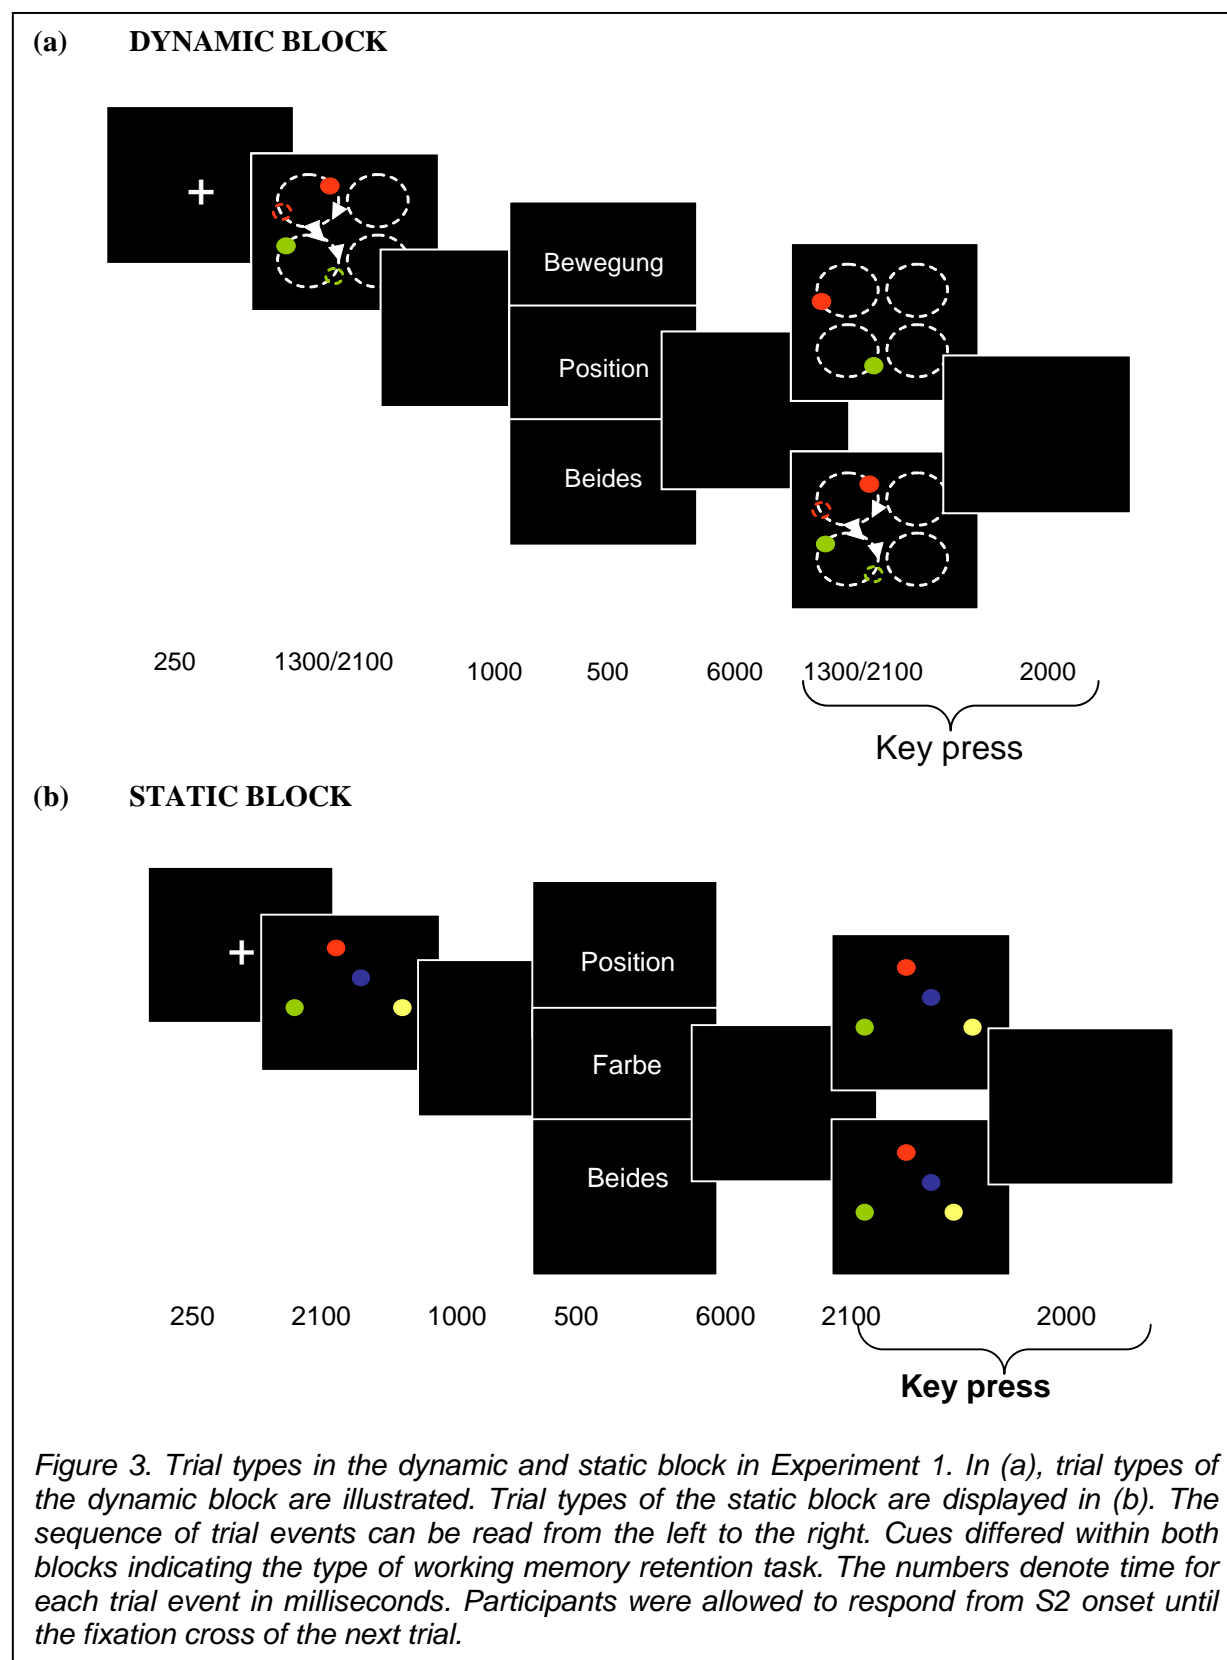 (a) DYNAMIC BLOCK
+
Bewegung
Position
Beides
250 1300/2100 1000 500 6000 1300/2100 2000
Key press
(b) STATIC BLOCK
+
Position
Farbe
Beides
250 2100 1000 500 6000 2100 2000
Key press
Figure 3. Trial types in the dynamic and static block in Experiment 1. In (a), trial types of
the dynamic block are illustrated. Trial types of the static block are displayed in (b). The
sequence of trial events can be read from the left to the right. Cues differed within both
blocks indicating the type of working memory retention task. The numbers denote time for
each trial event in milliseconds. Participants were allowed to respond from S2 onset until
the fixation cross of the next trial.